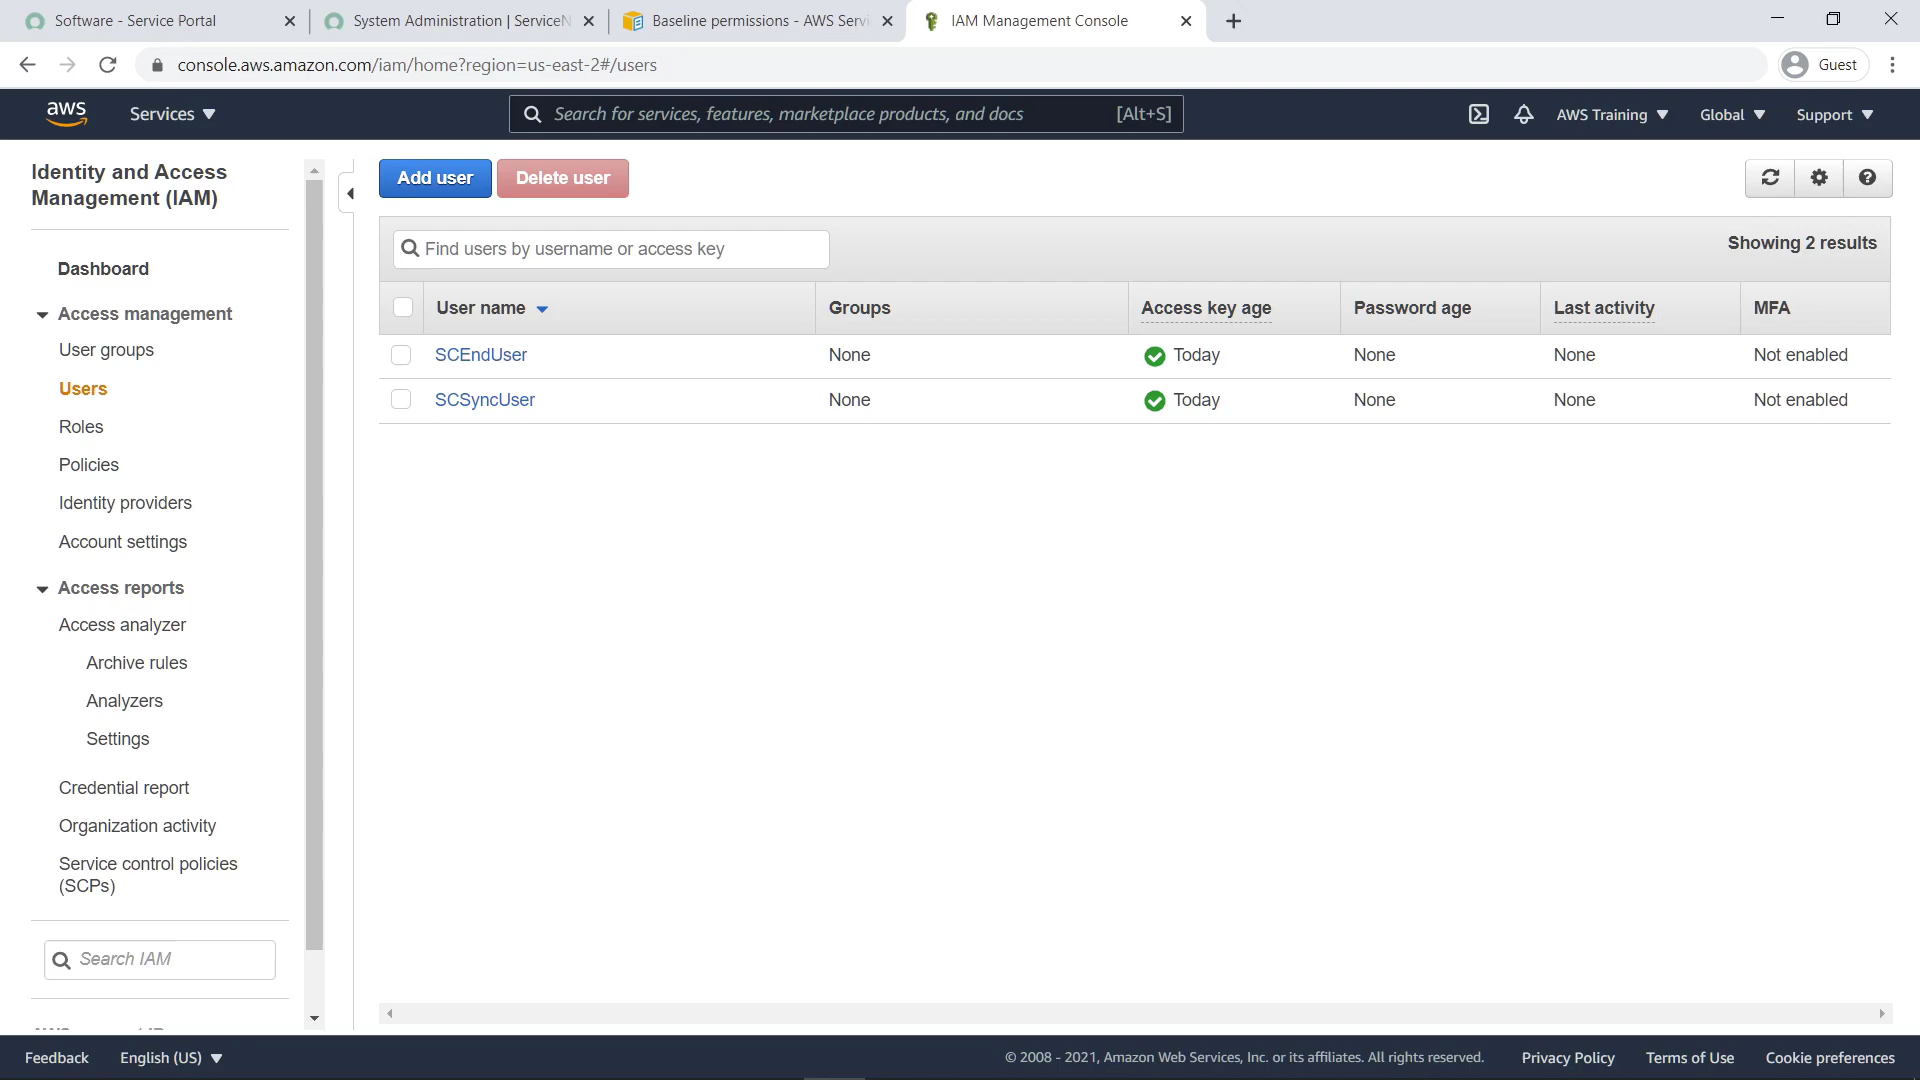 Software - Service Portal
System Administration | ServiceN
Baseline permissions - AWS Servi
IAM Management Console
console.aws.amazon.com/iam/home?region=us-east-2#/users
Guest
aws
Services
Search for services, features, marketplace products, and docs
[Alt+S]
AWS Training
Global
Support
Identity and Access
Management (IAM)
Dashboard
Access management
User groups
Users
Roles
Policies
Identity providers
Account settings
Access reports
Access analyzer
Archive rules
Analyzers
Settings
Credential report
Organization activity
Service control policies
(SCPs)
Search IAM
Add user
Delete user
Find users by username or access key
Showing 2 results
User name Groups Access key age Password age Last activity MFA
SCEndUser None Today None None Not enabled
SCSyncUser None Today None None Not enabled
Feedback
English (US)
© 2008 - 2021, Amazon Web Services, Inc. or its affiliates. All rights reserved.
Privacy Policy
Terms of Use
Cookie preferences